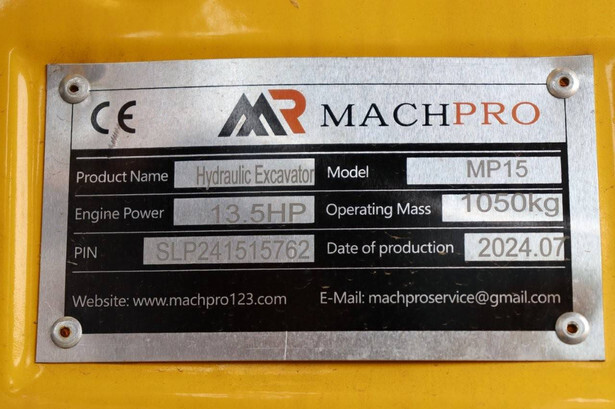 CE MR MACHPRO
Product Name Hydraulic Excavator Model MP15
Engine Power 13.5HP Operating Mass 1050kg
PIN SLP241515762 Date of production 2024.07
Website: www.machpro123.com E-Mail: machproservice@gmail.com